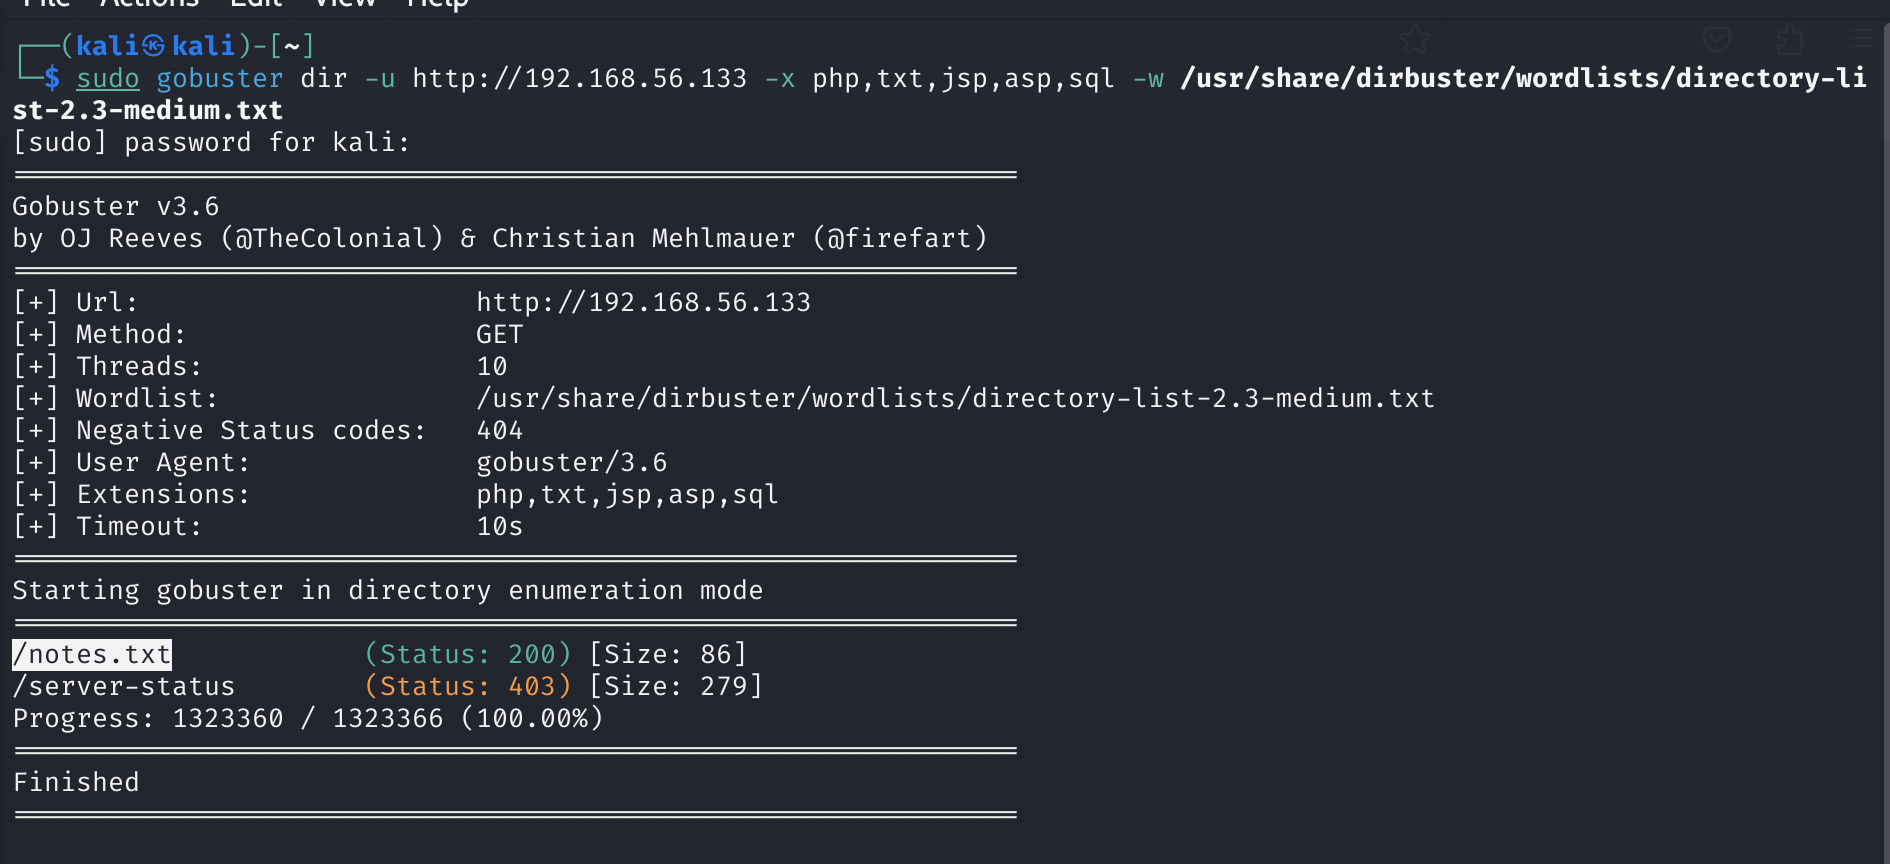 File Actions Edit View Help
┌──(kali㉿kali)-[~]
└─$ sudo gobuster dir -u http://192.168.56.133 -x php,txt,jsp,asp,sql -w /usr/share/dirbuster/wordlists/directory-li
st-2.3-medium.txt
[sudo] password for kali:
===============================================================
Gobuster v3.6
by OJ Reeves (@TheColonial) & Christian Mehlmauer (@firefart)
===============================================================
[+] Url:                     http://192.168.56.133
[+] Method:                  GET
[+] Threads:                 10
[+] Wordlist:                /usr/share/dirbuster/wordlists/directory-list-2.3-medium.txt
[+] Negative Status codes:   404
[+] User Agent:              gobuster/3.6
[+] Extensions:              php,txt,jsp,asp,sql
[+] Timeout:                 10s
===============================================================
Starting gobuster in directory enumeration mode
===============================================================
/notes.txt            (Status: 200) [Size: 86]
/server-status        (Status: 403) [Size: 279]
Progress: 1323360 / 1323366 (100.00%)
===============================================================
Finished
===============================================================